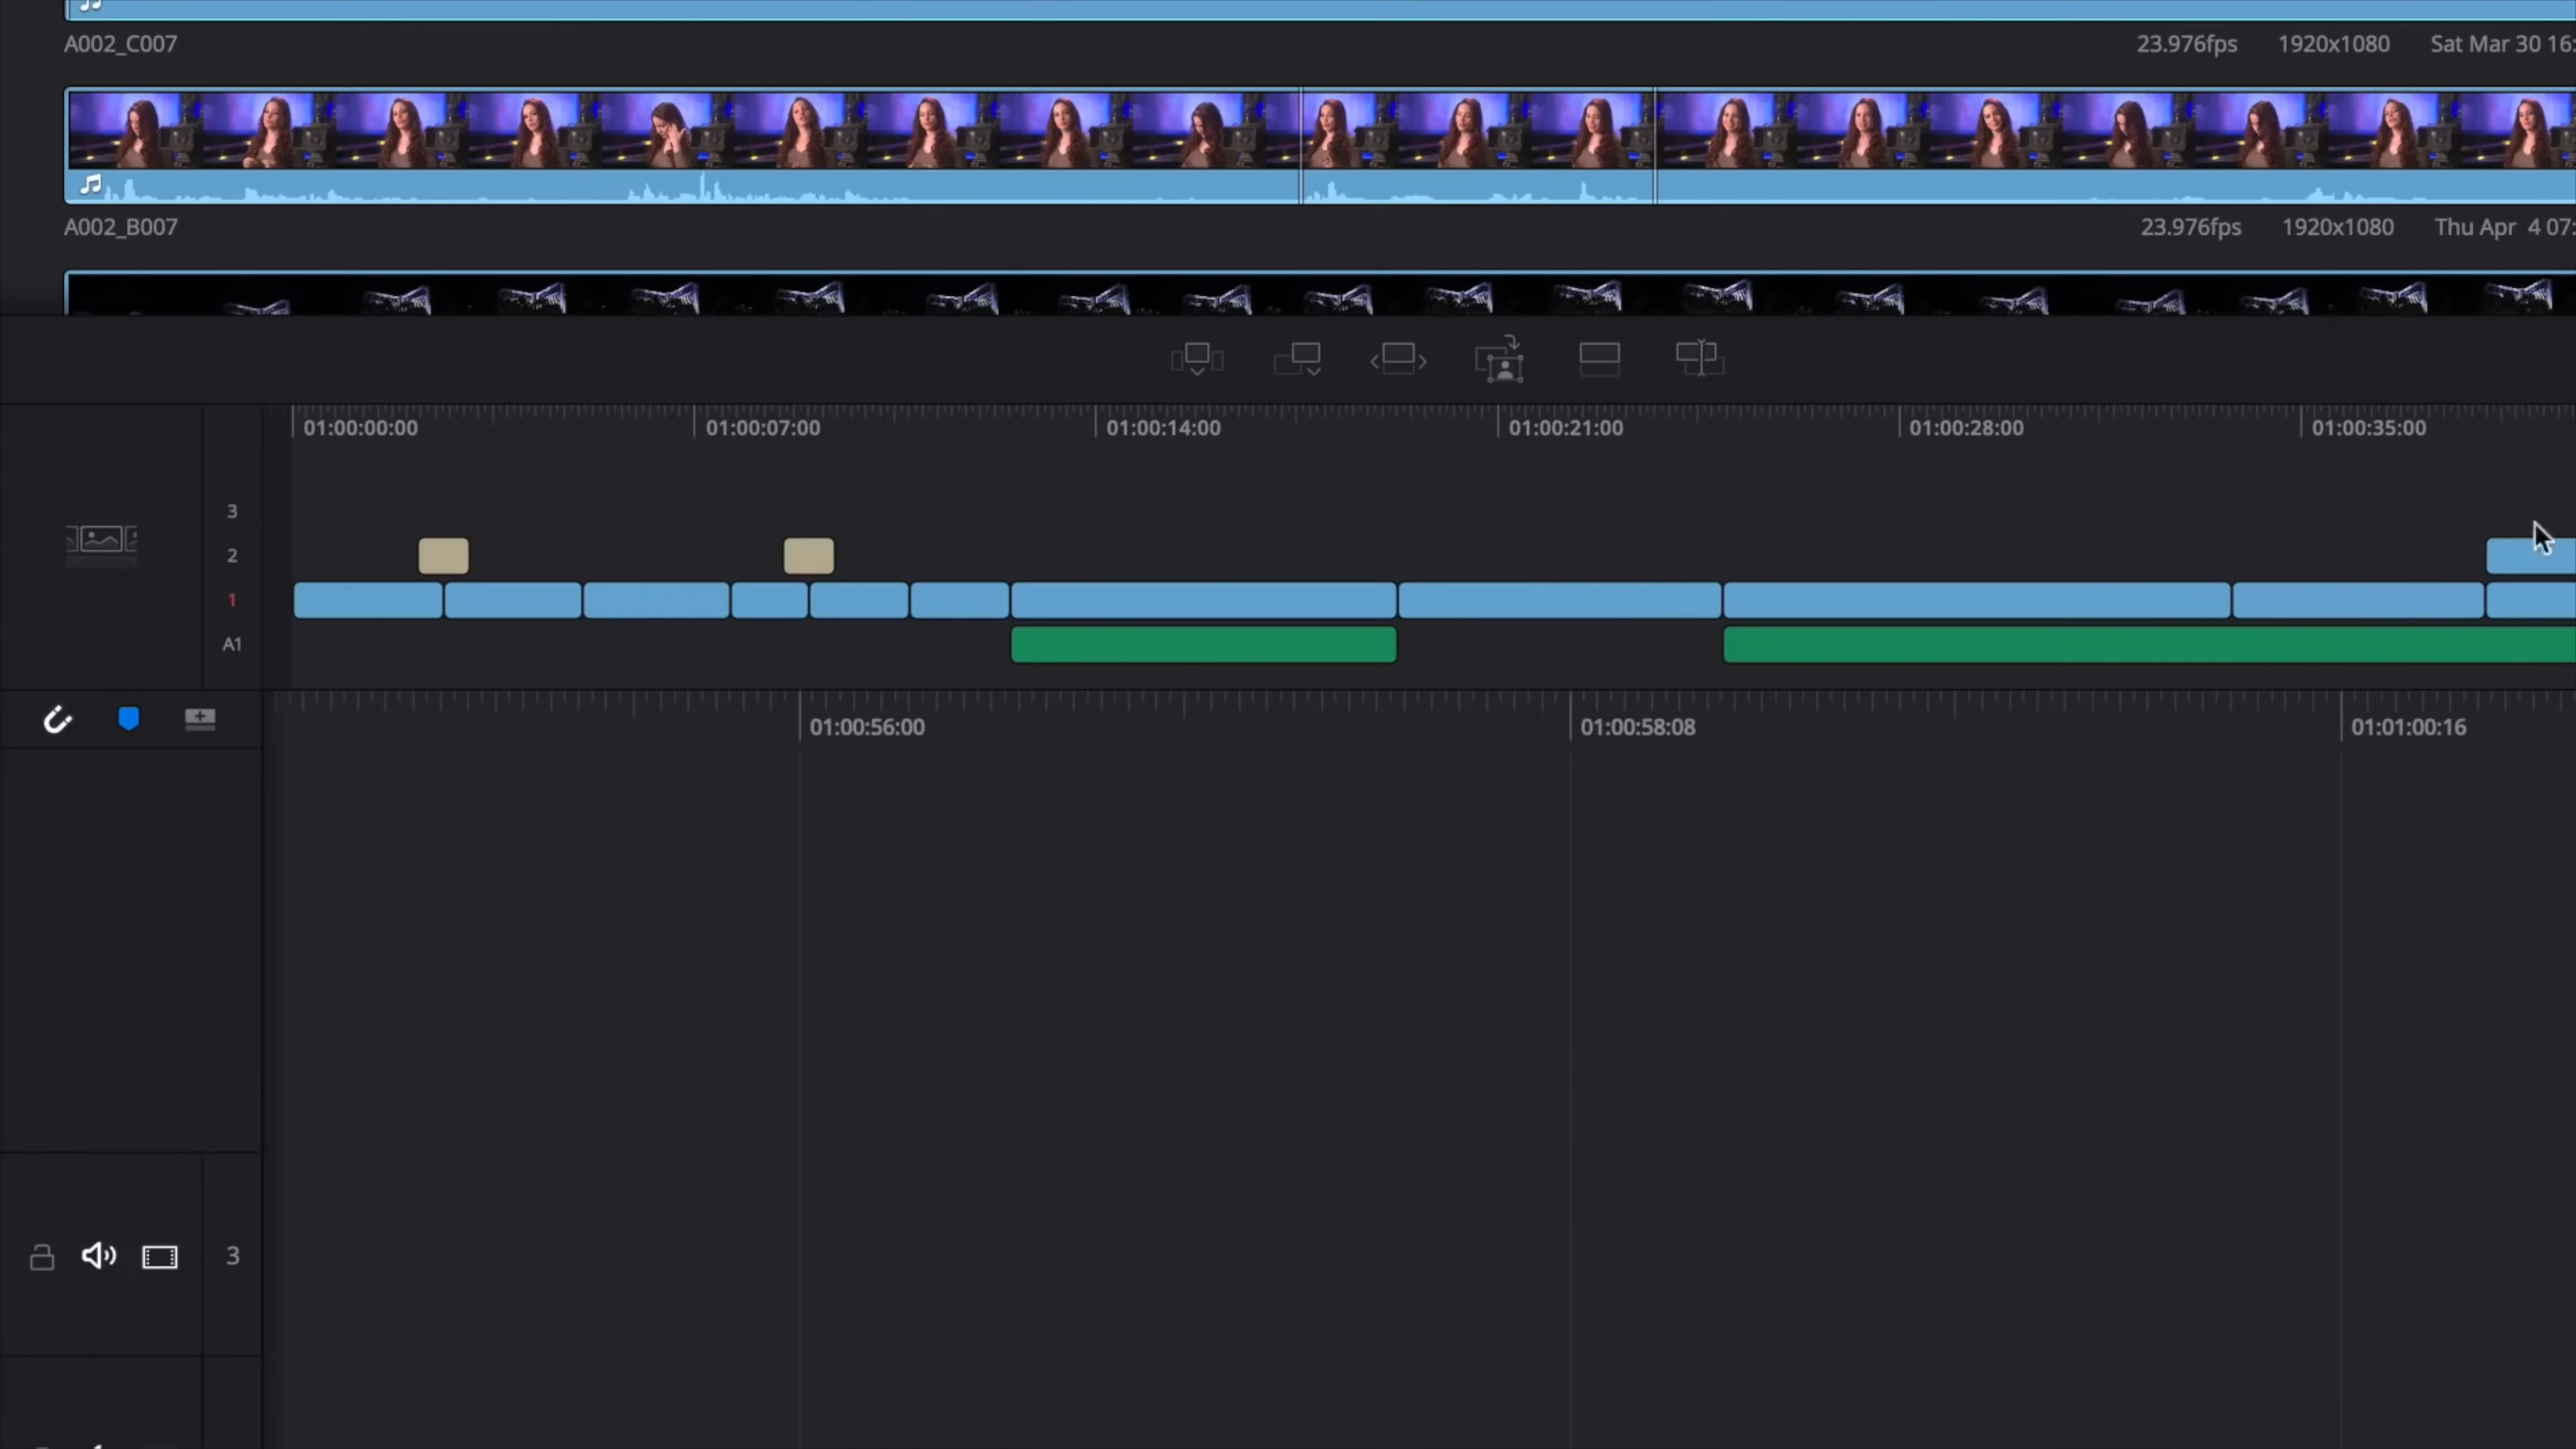 A002_C007 23.976fps 1920x1080 Sat Mar 30 16:
A002_B007 23.976fps 1920x1080 Thu Apr 4 07:
01:00:00:00 01:00:07:00 01:00:14:00 01:00:21:00 01:00:28:00 01:00:35:00
3
2
1
A1
01:00:56:00 01:00:58:08 01:01:00:16
3